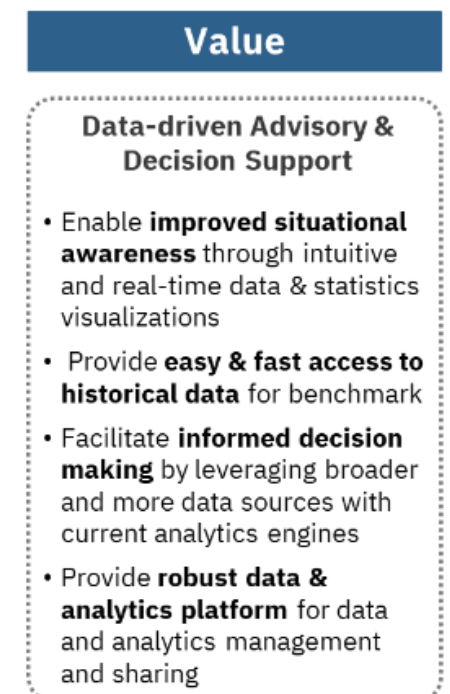 Value
Data-driven Advisory &
Decision Support
• Enable improved situational
awareness through intuitive
and real-time data & statistics
visualizations
• Provide easy & fast access to
historical data for benchmark
• Facilitate informed decision
making by leveraging broader
and more data sources with
current analytics engines
• Provide robust data &
analytics platform for data
and analytics management
and sharing